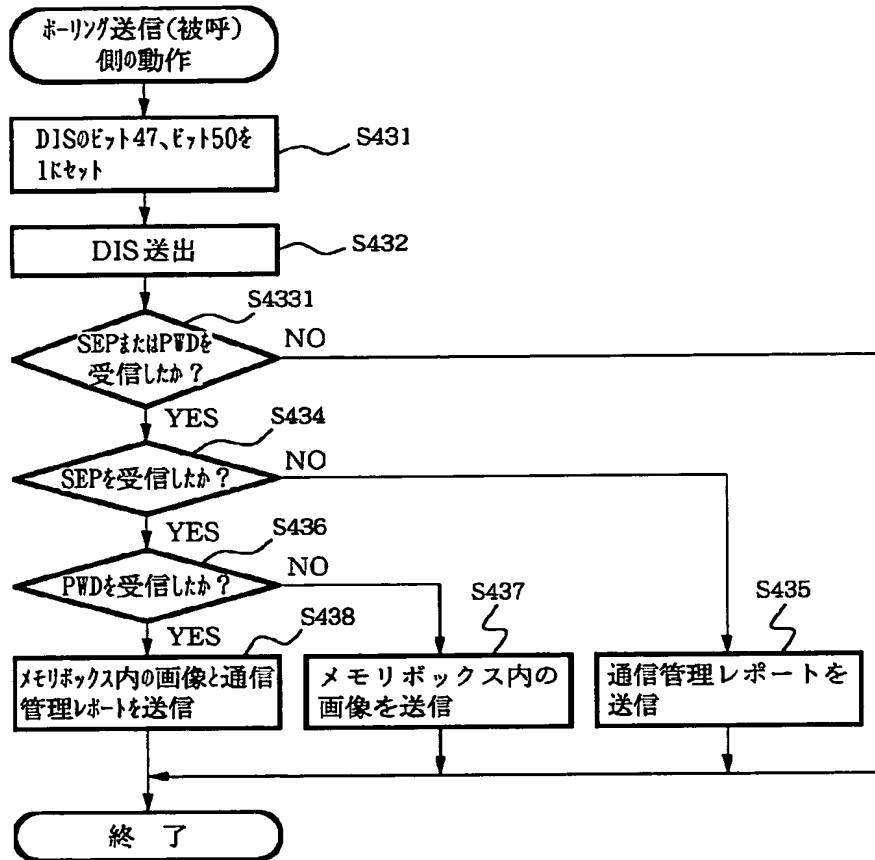 ポーリング送信(被呼)
側の動作
DISのビット47、ビット50を
1にセット
S431
DIS送出
S432
S4331
SEPまたはPWDを
受信したか?
NO
YES
S434
SEPを受信したか?
NO
YES
S436
PWDを受信したか?
NO
YES
S438
メモリボックス内の画像と通信
管理レポートを送信
S437
メモリボックス内の
画像を送信
S435
通信管理レポートを
送信
終 了